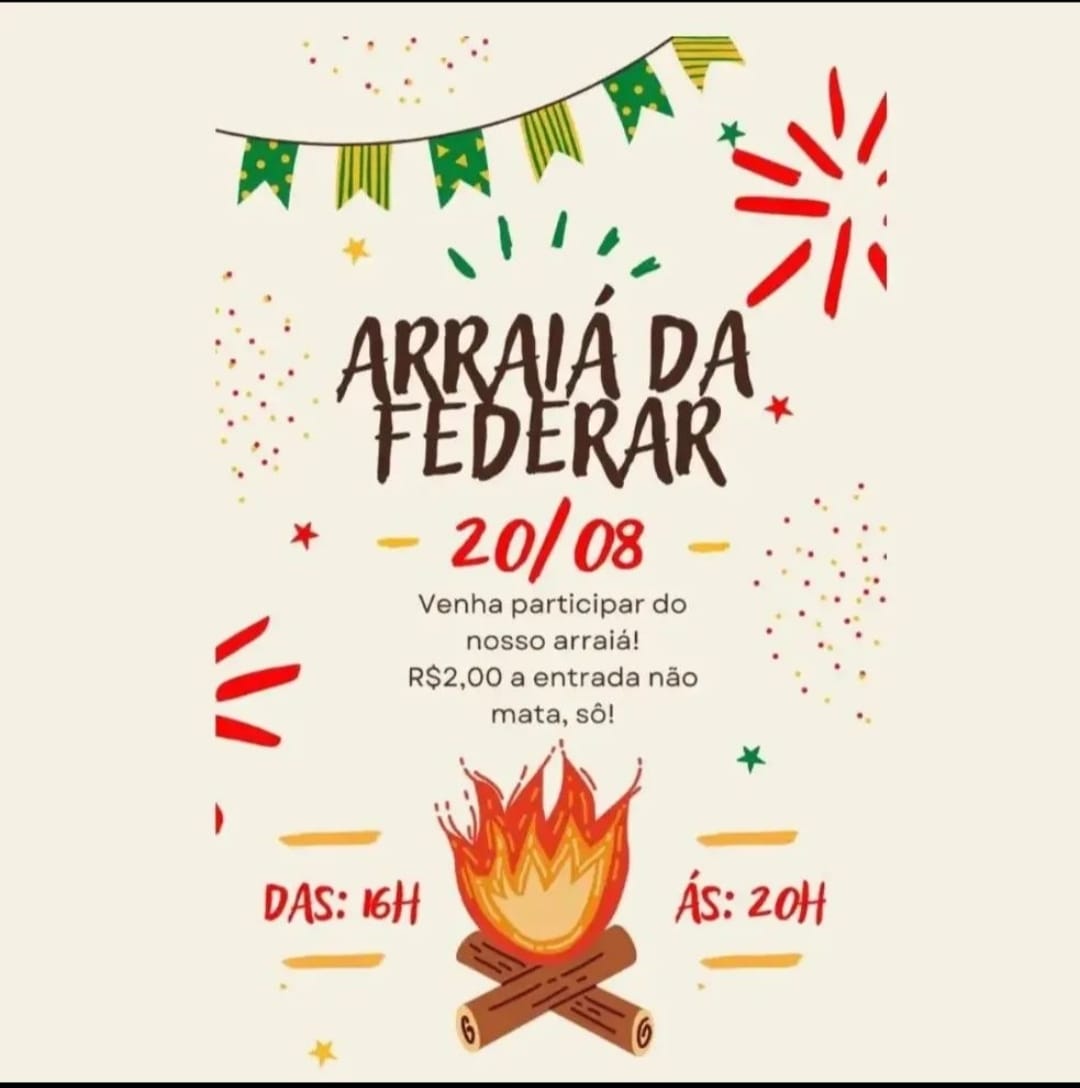 ARRAIÁ DA
FEDERAR
20/08
Venha participar do
nosso arraiá!
R$2,00 a entrada não
mata, sô!
DAS: 16H
ÁS: 20H